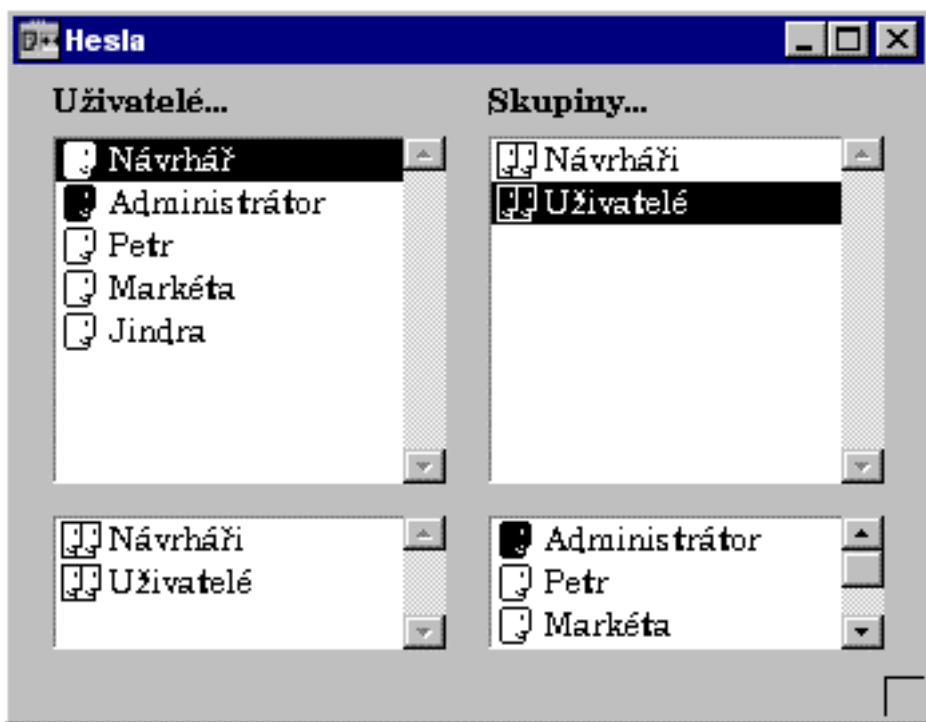 Hesla
Uživatelé...
Návrhář
Administrátor
Petr
Markéta
Jindra
Návrháři
Uživatelé
Skupiny...
Návrháři
Uživatelé
Administrátor
Petr
Markéta